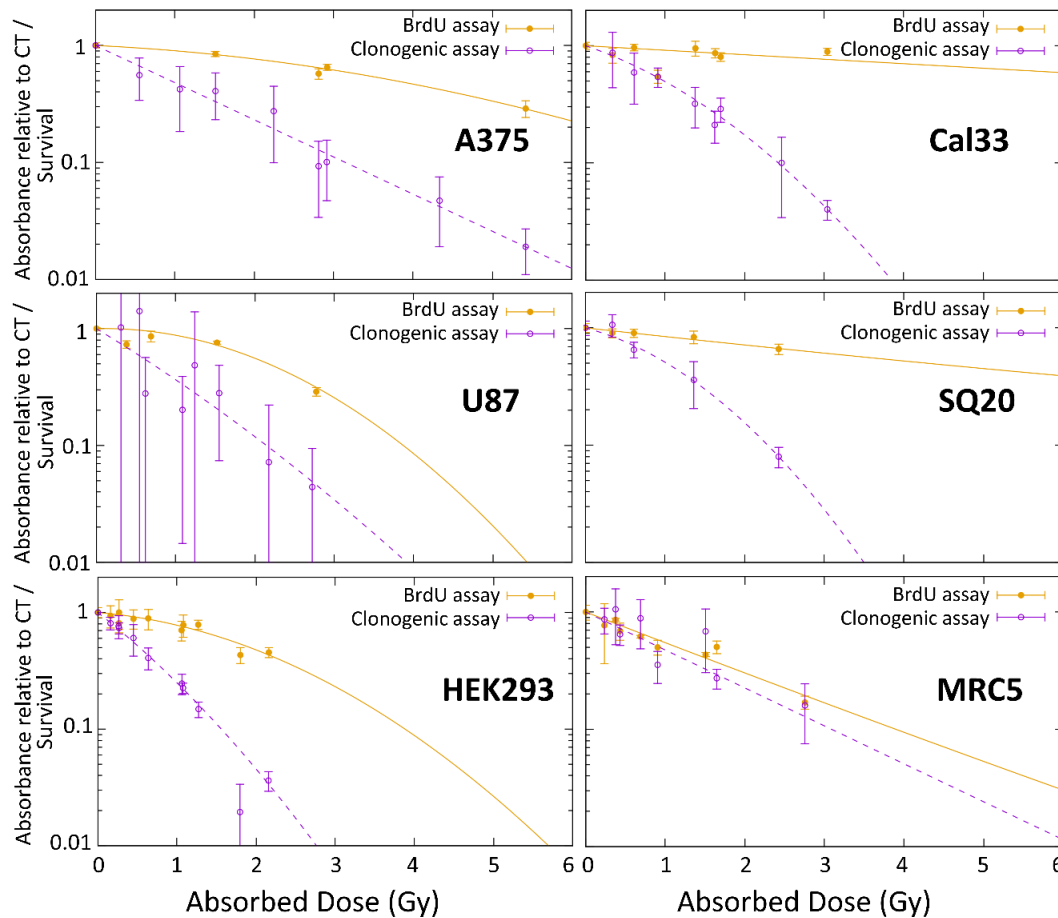 Absorbance relative to CT /
Survival
1
0.1
0.01
BrdU assay
Clonogenic assay
A375
BrdU assay
Clonogenic assay
Cal33
Absorbance relative to CT /
Survival
1
0.1
0.01
BrdU assay
Clonogenic assay
U87
BrdU assay
Clonogenic assay
SQ20
Absorbance relative to CT /
Survival
1
0.1
0.01
BrdU assay
Clonogenic assay
HEK293
BrdU assay
Clonogenic assay
MRC5
0 1 2 3 4 5 6 0 1 2 3 4 5 6
Absorbed Dose (Gy) Absorbed Dose (Gy)